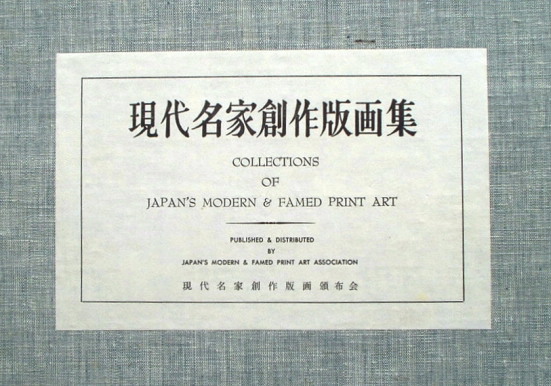 現代名家創作版画集
COLLECTIONS
OF
JAPAN'S MODERN & FAMED PRINT ART
PUBLISHED & DISTRIBUTED
BY
JAPAN'S MODERN & FAMED PRINT ART ASSOCIATION
現代名家創作版画頒布会